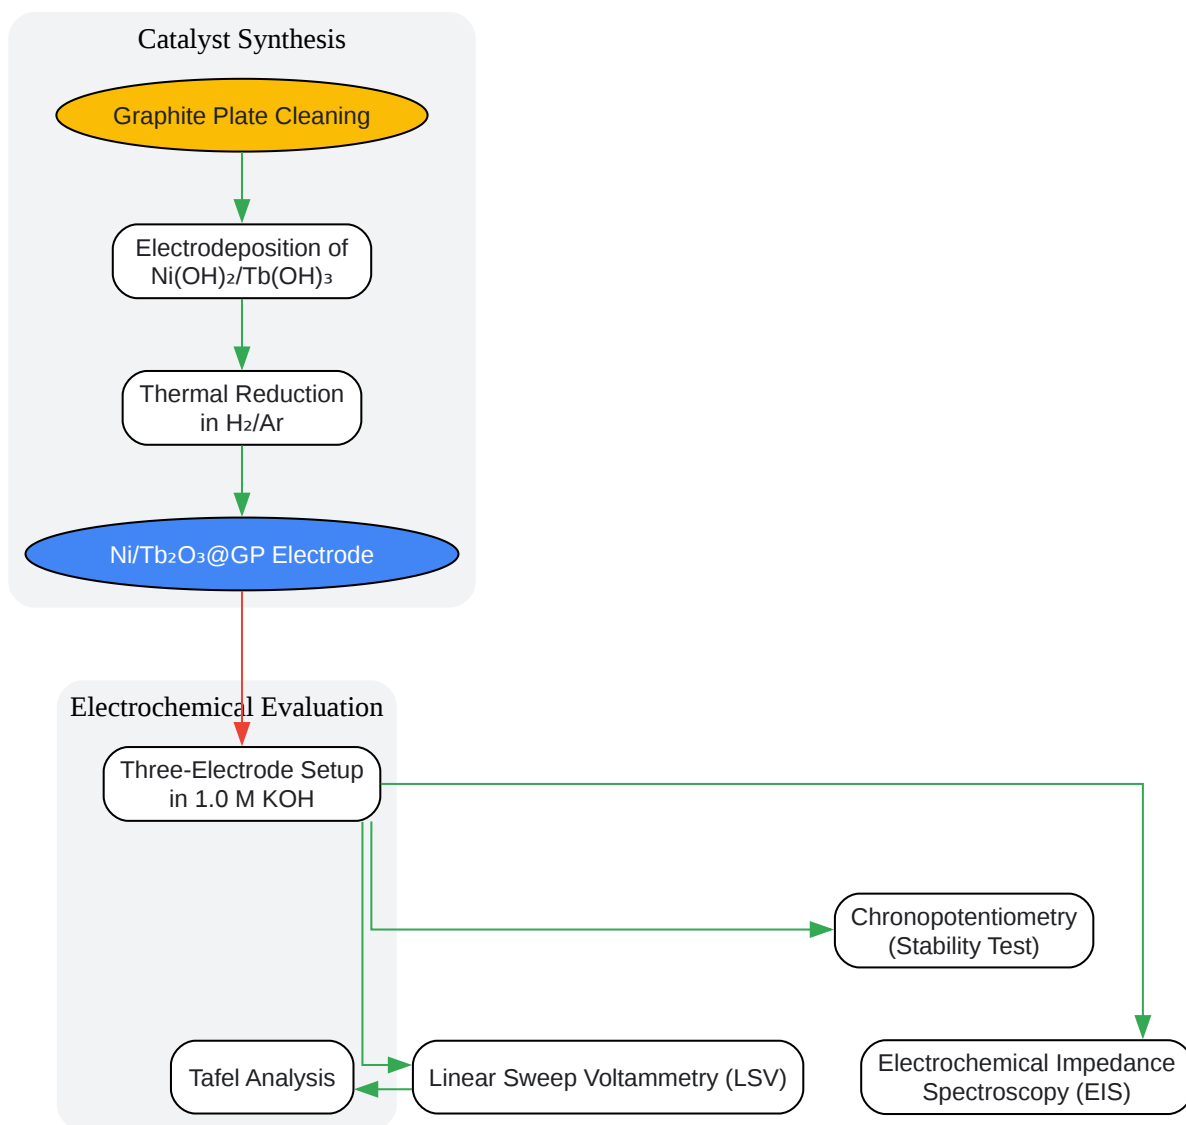 Catalyst Synthesis
Graphite Plate Cleaning
Electrodeposition of
Ni(OH)₂/Tb(OH)₃
Thermal Reduction
in H₂/Ar
Ni/Tb₂O₃@GP Electrode
Electrochemical Evaluation
Three-Electrode Setup
in 1.0 M KOH
Chronopotentiometry
(Stability Test)
Tafel Analysis
Linear Sweep Voltammetry (LSV)
Electrochemical Impedance
Spectroscopy (EIS)